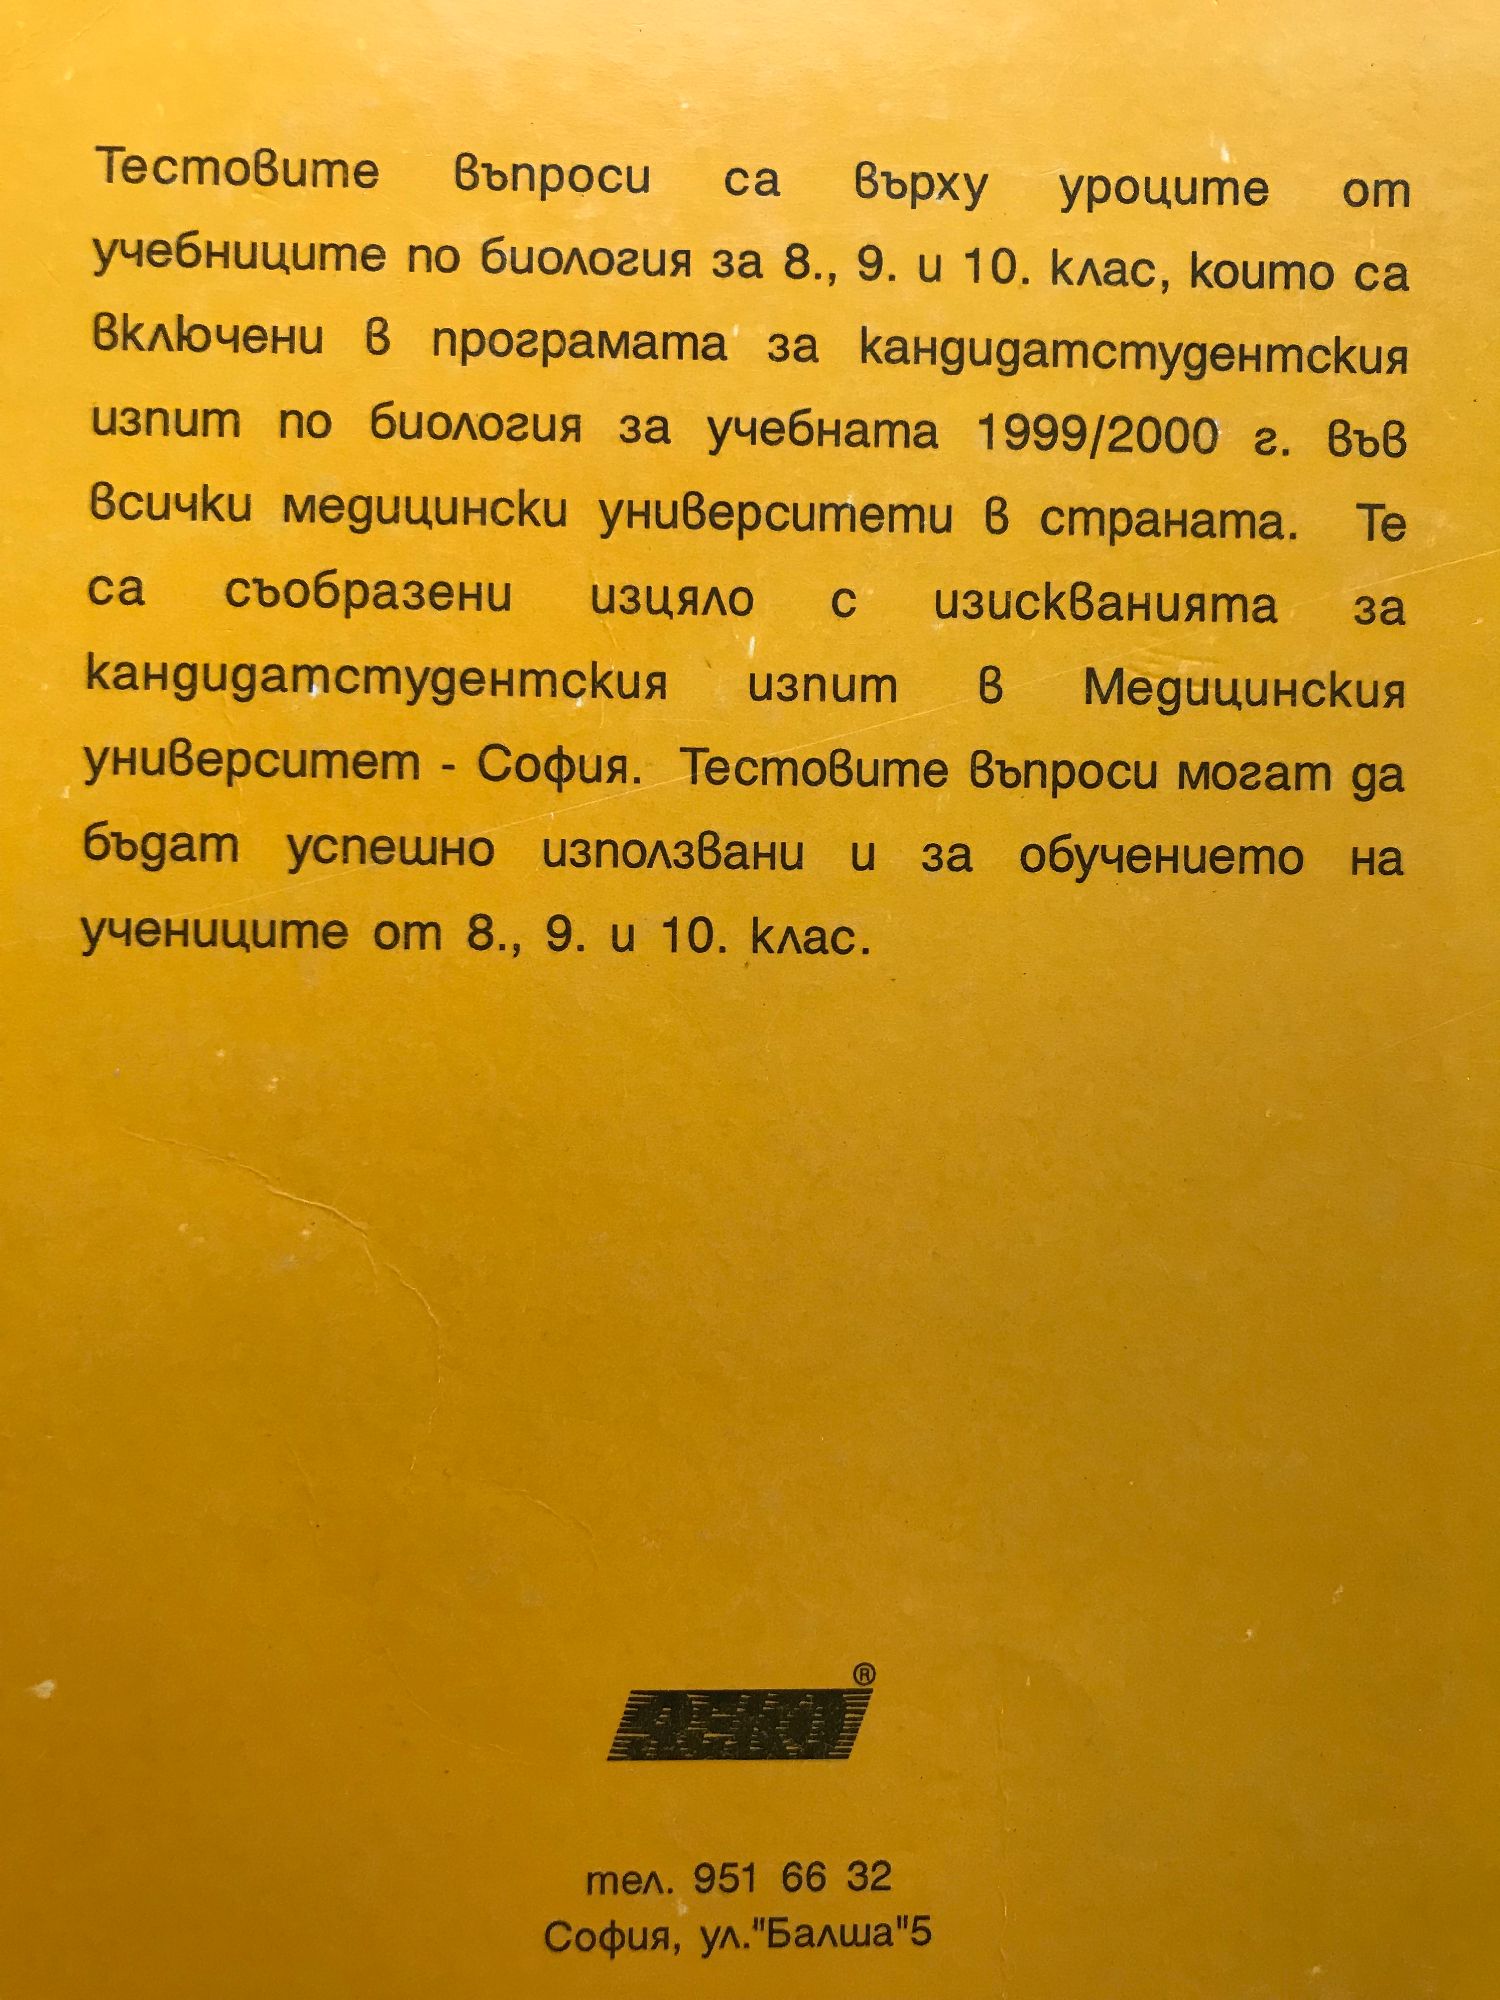 Тестовите въпроси са върху уроците от
учебниците по биология за 8., 9. и 10. клас, които са
включени в програмата за кандидатстудентския
изпит по биология за учебната 1999/2000 г. във
всички медицински университети в страната. Те
са съобразени изцяло с изискванията за
кандидатстудентския изпит в Медицинския
университет - София. Тестовите въпроси могат да
бъдат успешно използвани и за обучението на
учениците от 8., 9. и 10. клас.
®
тел. 951 66 32
София, ул."Балша"5